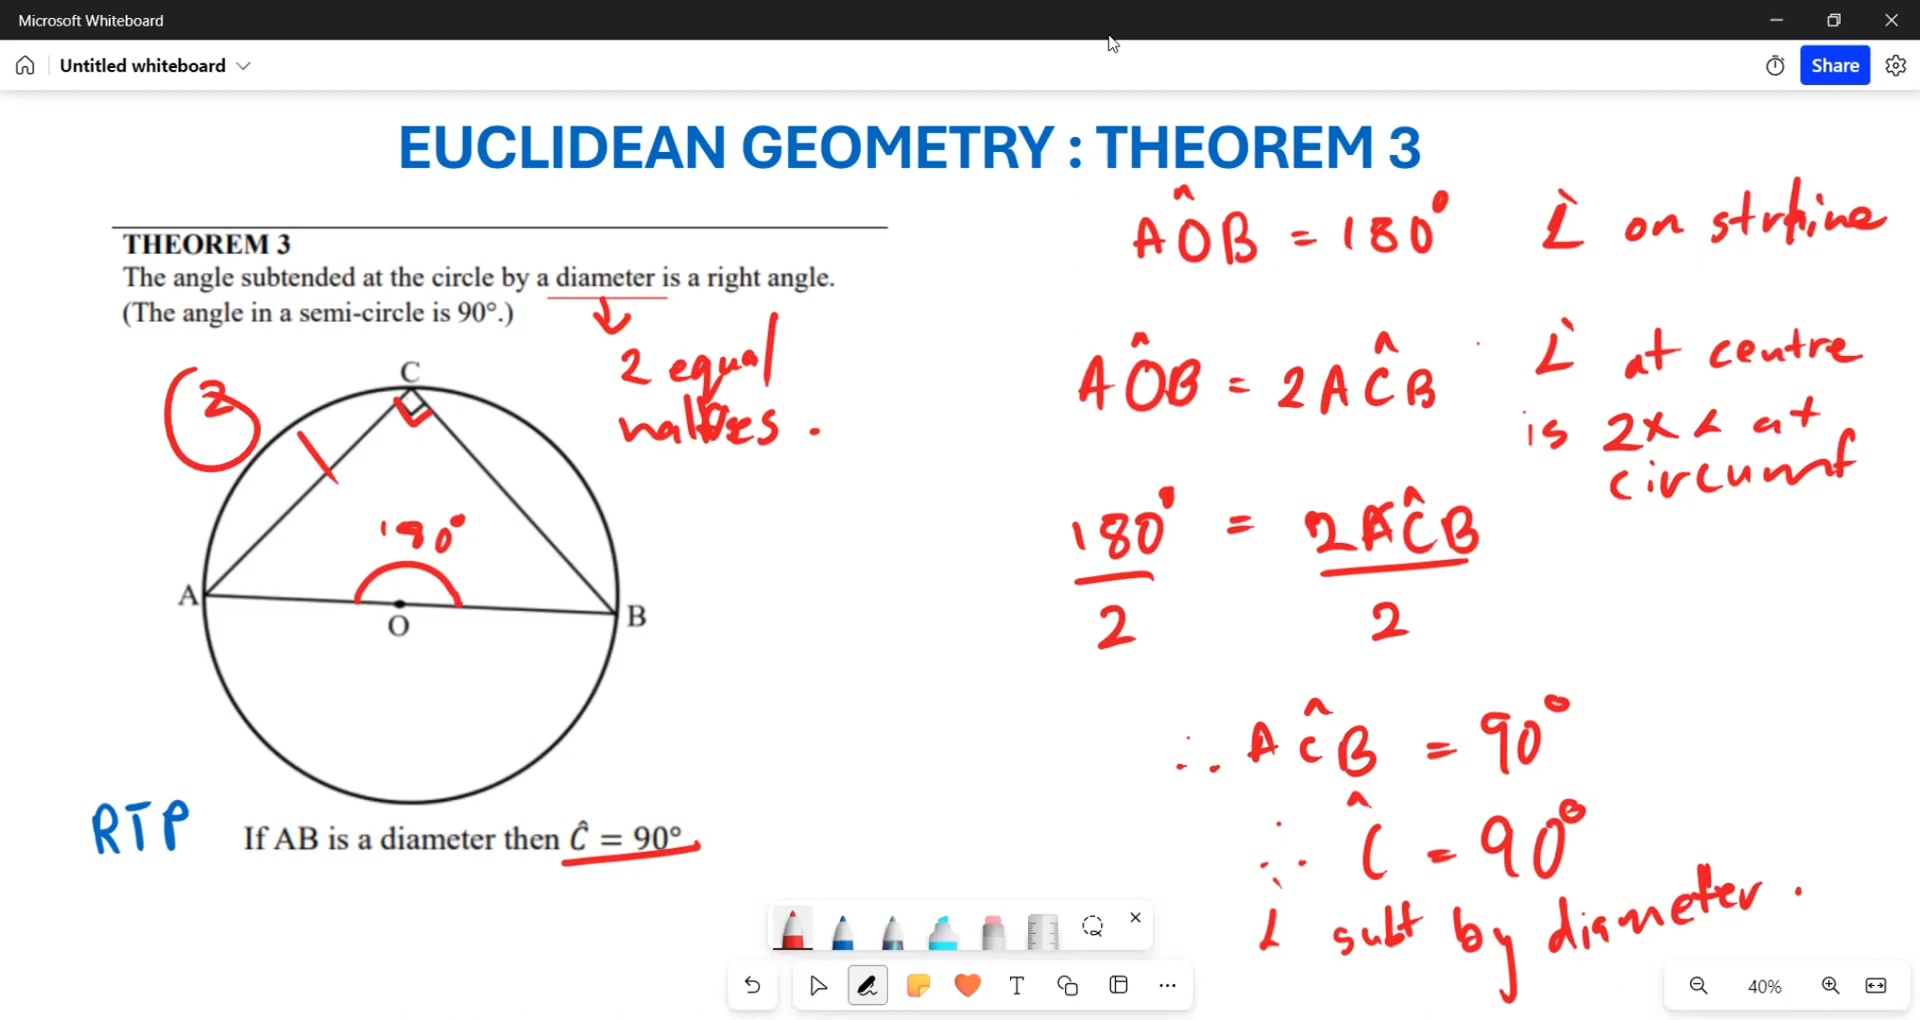 Microsoft Whiteboard
Untitled whiteboard
Share
EUCLIDEAN GEOMETRY : THEOREM 3
THEOREM 3
The angle subtended at the circle by a diameter is a right angle.
(The angle in a semi-circle is 90°.)
2 equal
halves.
2
C
180°
A
O
B
RTP
If AB is a diameter then Ĉ = 90°
AÔB = 180° ∠ on str line
AÔB = 2AĈB ∠ at centre
is 2x ∠ at
circumf
180° = 2AĈB
2 2
∴ AĈB = 90°
∴ Ĉ = 90°
∠ subt by diameter.
40%